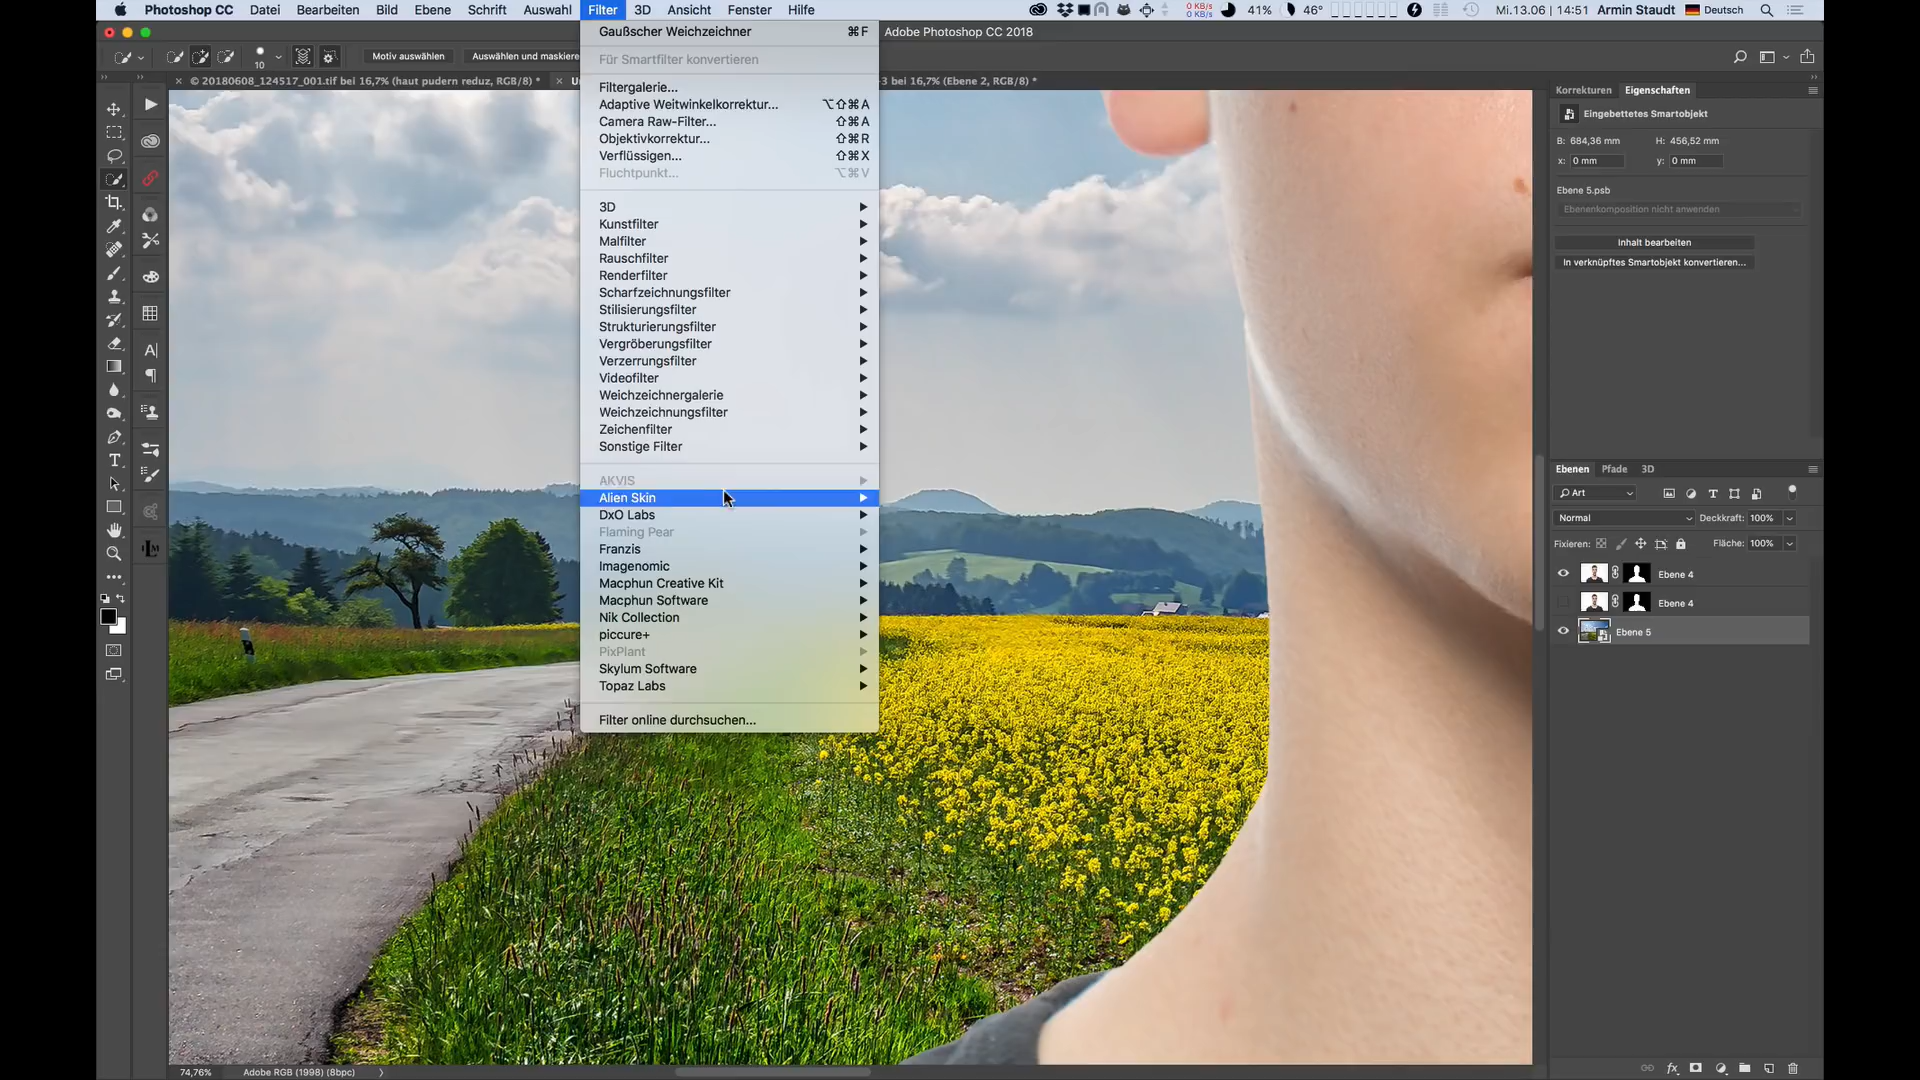 Photoshop CC Datei Bearbeiten Bild Ebene Schrift Auswahl Filter 3D Ansicht Fenster Hilfe 0 KB/s 0 KB/s 41% 46° Mi.13.06 14:51 Armin Staudt Deutsch
Adobe Photoshop CC 2018
10 Motiv auswählen Auswählen und maskieren
© 20180608_124517_001.tif bei 16,7% (haut pudern reduz, RGB/8) * 3 bei 16,7% (Ebene 2, RGB/8) *
Gaußscher Weichzeichner ⌘F
Für Smartfilter konvertieren
Filtergalerie...
Adaptive Weitwinkelkorrektur... ⌥⇧⌘A
Camera Raw-Filter... ⇧⌘A
Objektivkorrektur... ⇧⌘R
Verflüssigen... ⇧⌘X
Fluchtpunkt... ⌥⌘V
3D
Kunstfilter
Malfilter
Rauschfilter
Renderfilter
Scharfzeichnungsfilter
Stilisierungsfilter
Strukturierungsfilter
Vergröberungsfilter
Verzerrungsfilter
Videofilter
Weichzeichnergalerie
Weichzeichnungsfilter
Zeichenfilter
Sonstige Filter
AKVIS
Alien Skin
DxO Labs
Flaming Pear
Franzis
Imagenomic
Macphun Creative Kit
Macphun Software
Nik Collection
piccure+
PixPlant
Skylum Software
Topaz Labs
Filter online durchsuchen...
Korrekturen Eigenschaften
Eingebettetes Smartobjekt
B: 684,36 mm H: 456,52 mm
x: 0 mm y: 0 mm
Ebene 5.psb
Ebenenkomposition nicht anwenden
Inhalt bearbeiten
In verknüpftes Smartobjekt konvertieren...
Ebenen Pfade 3D
Art
Normal Deckkraft: 100%
Fixieren: Fläche: 100%
Ebene 4
Ebene 4
Ebene 5
74,76% Adobe RGB (1998) (8bpc)